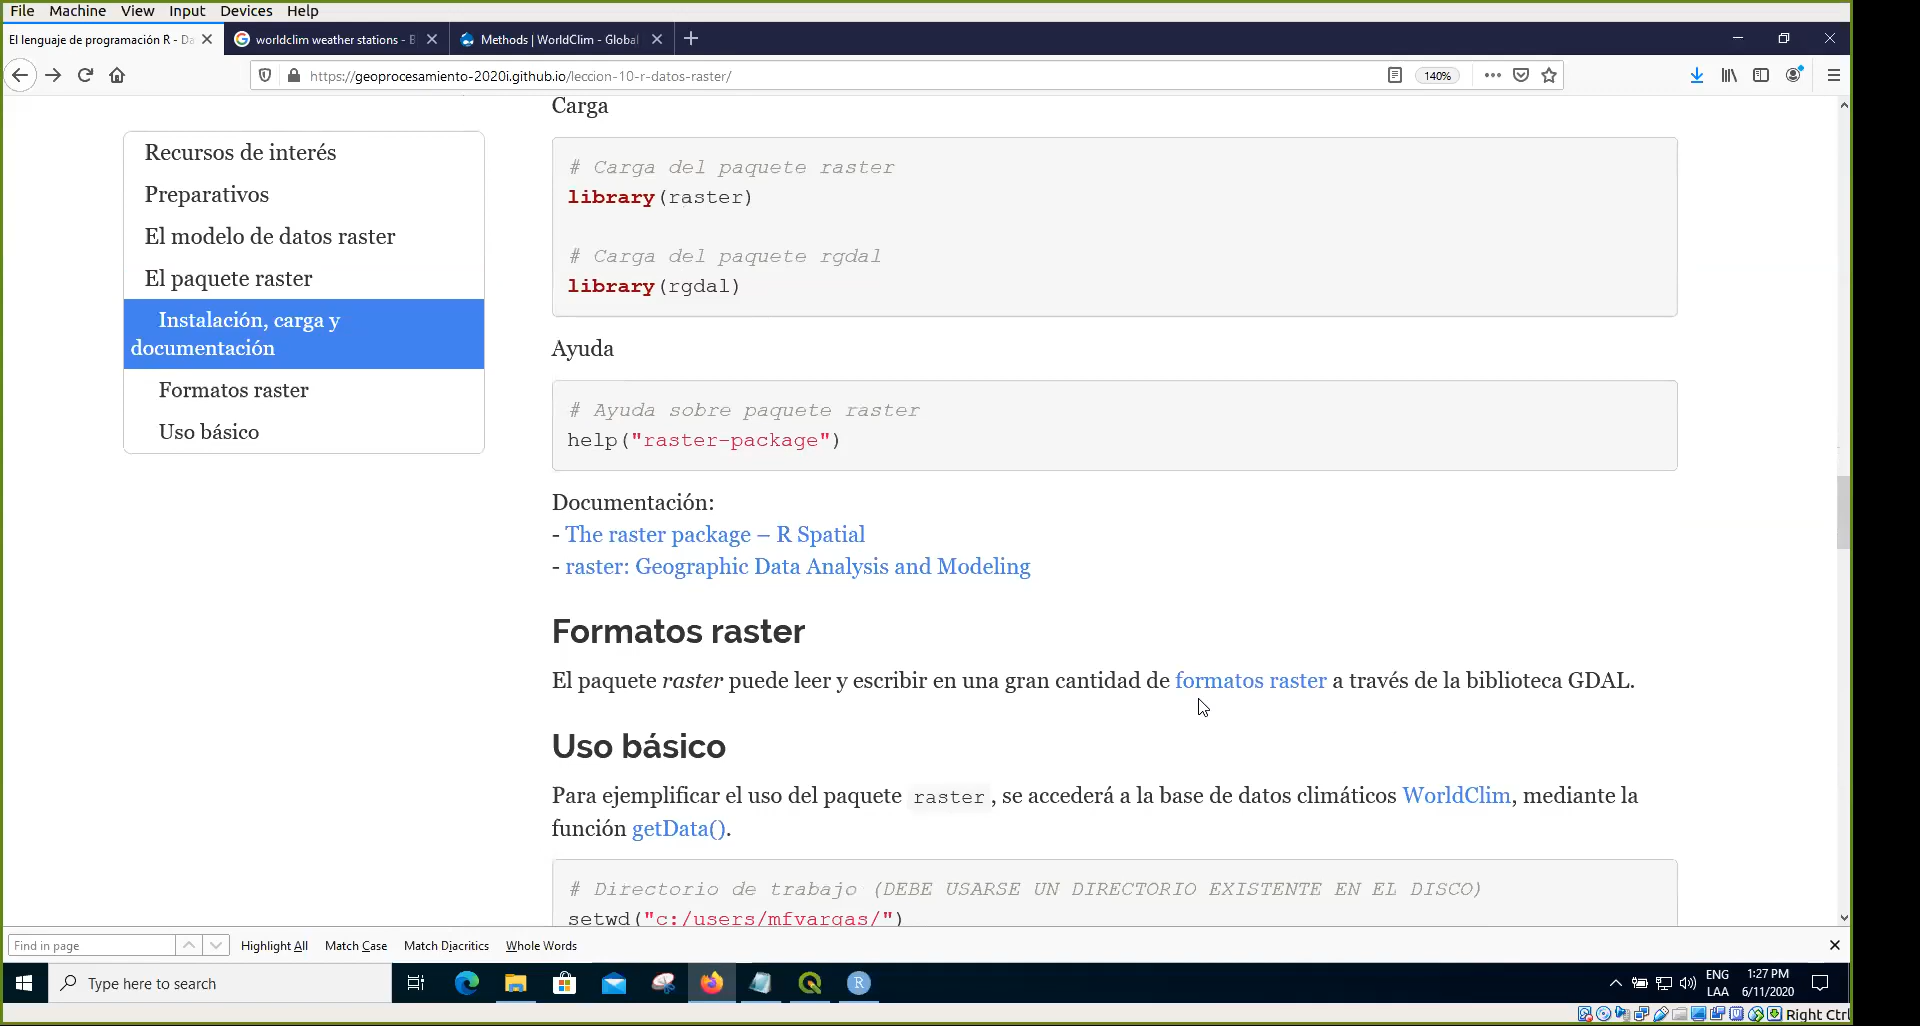 File Machine View Input Devices Help
El lenguaje de programación R - Da
worldclim weather stations - B
Methods | WorldClim - Global
https://geoprocesamiento-2020i.github.io/leccion-10-r-datos-raster/
140%
Recursos de interés
Preparativos
El modelo de datos raster
El paquete raster
Instalación, carga y
documentación
Formatos raster
Uso básico
Carga
# Carga del paquete raster
library(raster)
# Carga del paquete rgdal
library(rgdal)
Ayuda
# Ayuda sobre paquete raster
help("raster-package")
Documentación:
- The raster package – R Spatial
- raster: Geographic Data Analysis and Modeling
Formatos raster
El paquete raster puede leer y escribir en una gran cantidad de formatos raster a través de la biblioteca GDAL.
Uso básico
Para ejemplificar el uso del paquete raster, se accederá a la base de datos climáticos WorldClim, mediante la
función getData().
# Directorio de trabajo (DEBE USARSE UN DIRECTORIO EXISTENTE EN EL DISCO)
setwd("c:/users/mfvargas/")
Find in page
Highlight All Match Case Match Diacritics Whole Words
Type here to search
R
ENG
LAA
1:27 PM
6/11/2020
Right Ctrl